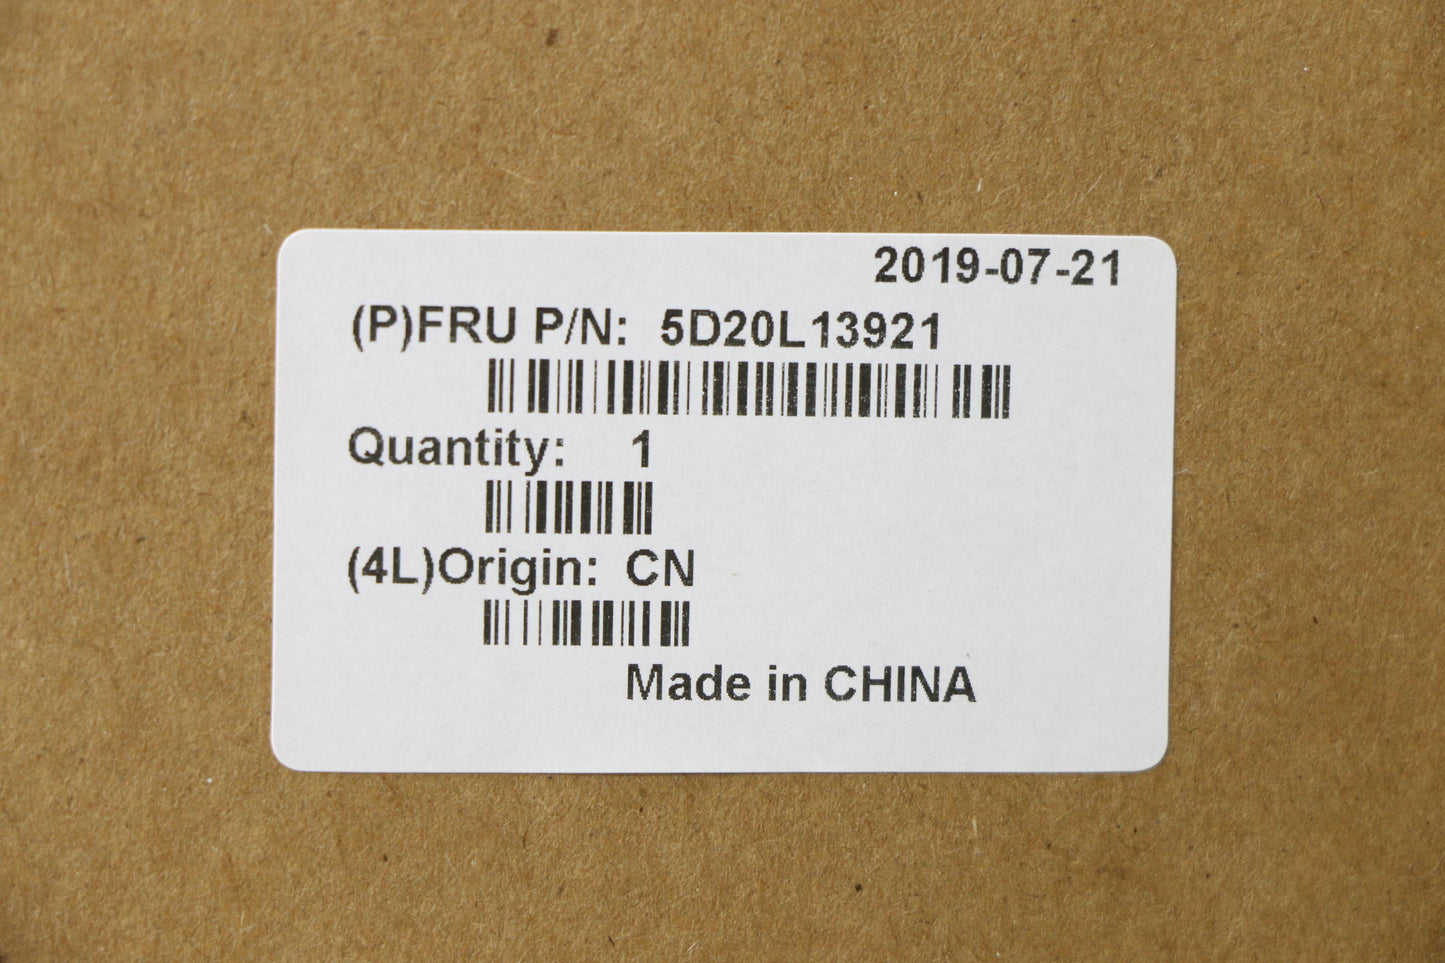 2019-07-21
(P)FRU P/N: 5D20L13921
Quantity: 1
(4L)Origin: CN
Made in CHINA